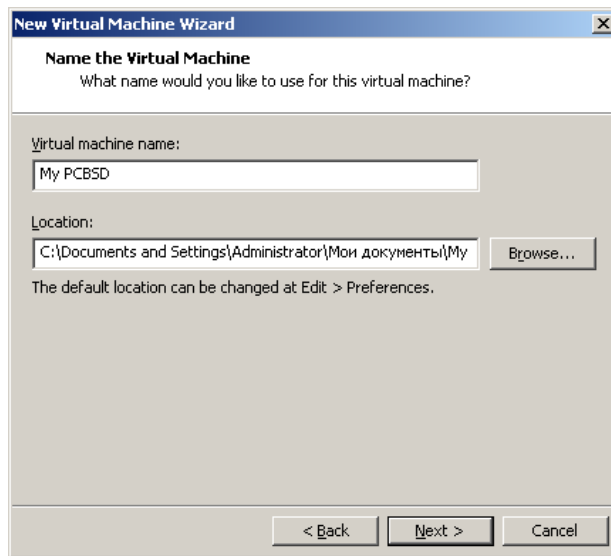 New Virtual Machine Wizard
Name the Virtual Machine
What name would you like to use for this virtual machine?
Virtual machine name:
My PCBSD
Location:
C:\Documents and Settings\Administrator\Мои документы\My
Browse...
The default location can be changed at Edit > Preferences.
< Back Next > Cancel